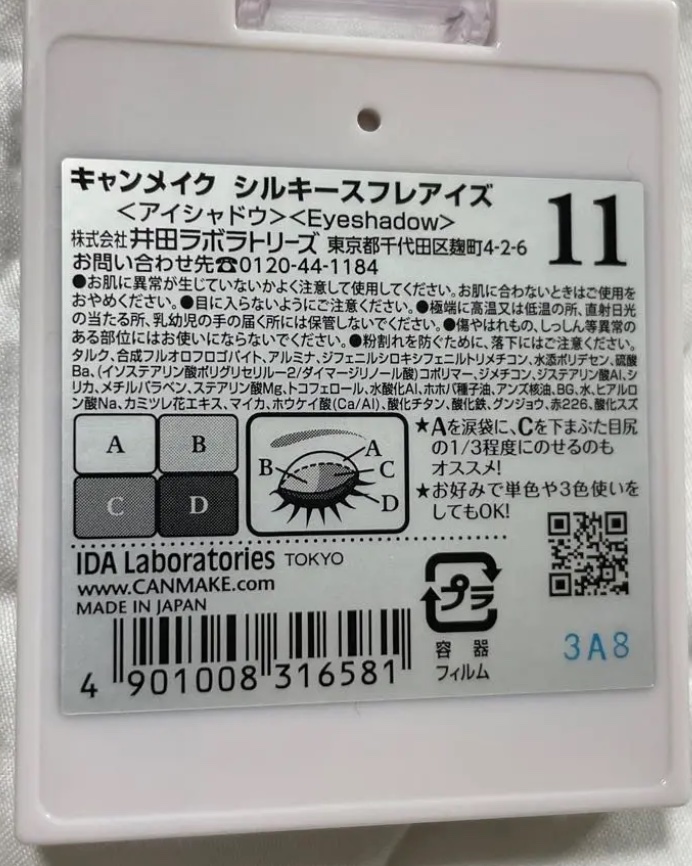 キャンメイク シルキースフレアイズ
＜アイシャドウ＞＜Eyeshadow＞
11
株式会社 井田ラボラトリーズ 東京都千代田区麹町4-2-6
お問い合わせ先☎0120-44-1184
●お肌に異常が生じていないかよく注意して使用してください。お肌に合わないときはご使用を
おやめください。●目に入らないようにご注意ください。●極端に高温又は低温の所、直射日光
の当たる所、乳幼児の手の届く所には保管しないでください。●傷やはれもの、しっしん等異常の
ある部位にはお使いにならないでください。●粉割れを防ぐために、落下にはご注意ください。
タルク、合成フルオロフロゴパイト、アルミナ、ジフェニルシロキシフェニルトリメチコン、水添ポリデセン、硫酸
Ba、(イソステアリン酸ポリグリセリル-2/ダイマージリノール酸)コポリマー、ジメチコン、ジステアリン酸Al、シ
リカ、メチルパラベン、ステアリン酸Mg、トコフェロール、水酸化Al、ホホバ種子油、アンズ核油、BG、水、ヒアルロ
ン酸Na、カミツレ花エキス、マイカ、ホウケイ酸(Ca/Al)、酸化チタン、酸化鉄、グンジョウ、赤226、酸化スズ
A B
C D
A
B
C
D
★Aを涙袋に、Cを下まぶた目尻
の1/3程度にのせるのも
オススメ!
★お好みで単色や3色使いを
してもOK!
IDA Laboratories TOKYO
www.CANMAKE.com
MADE IN JAPAN
4 901008 316581
プラ
容器
フィルム
3A8